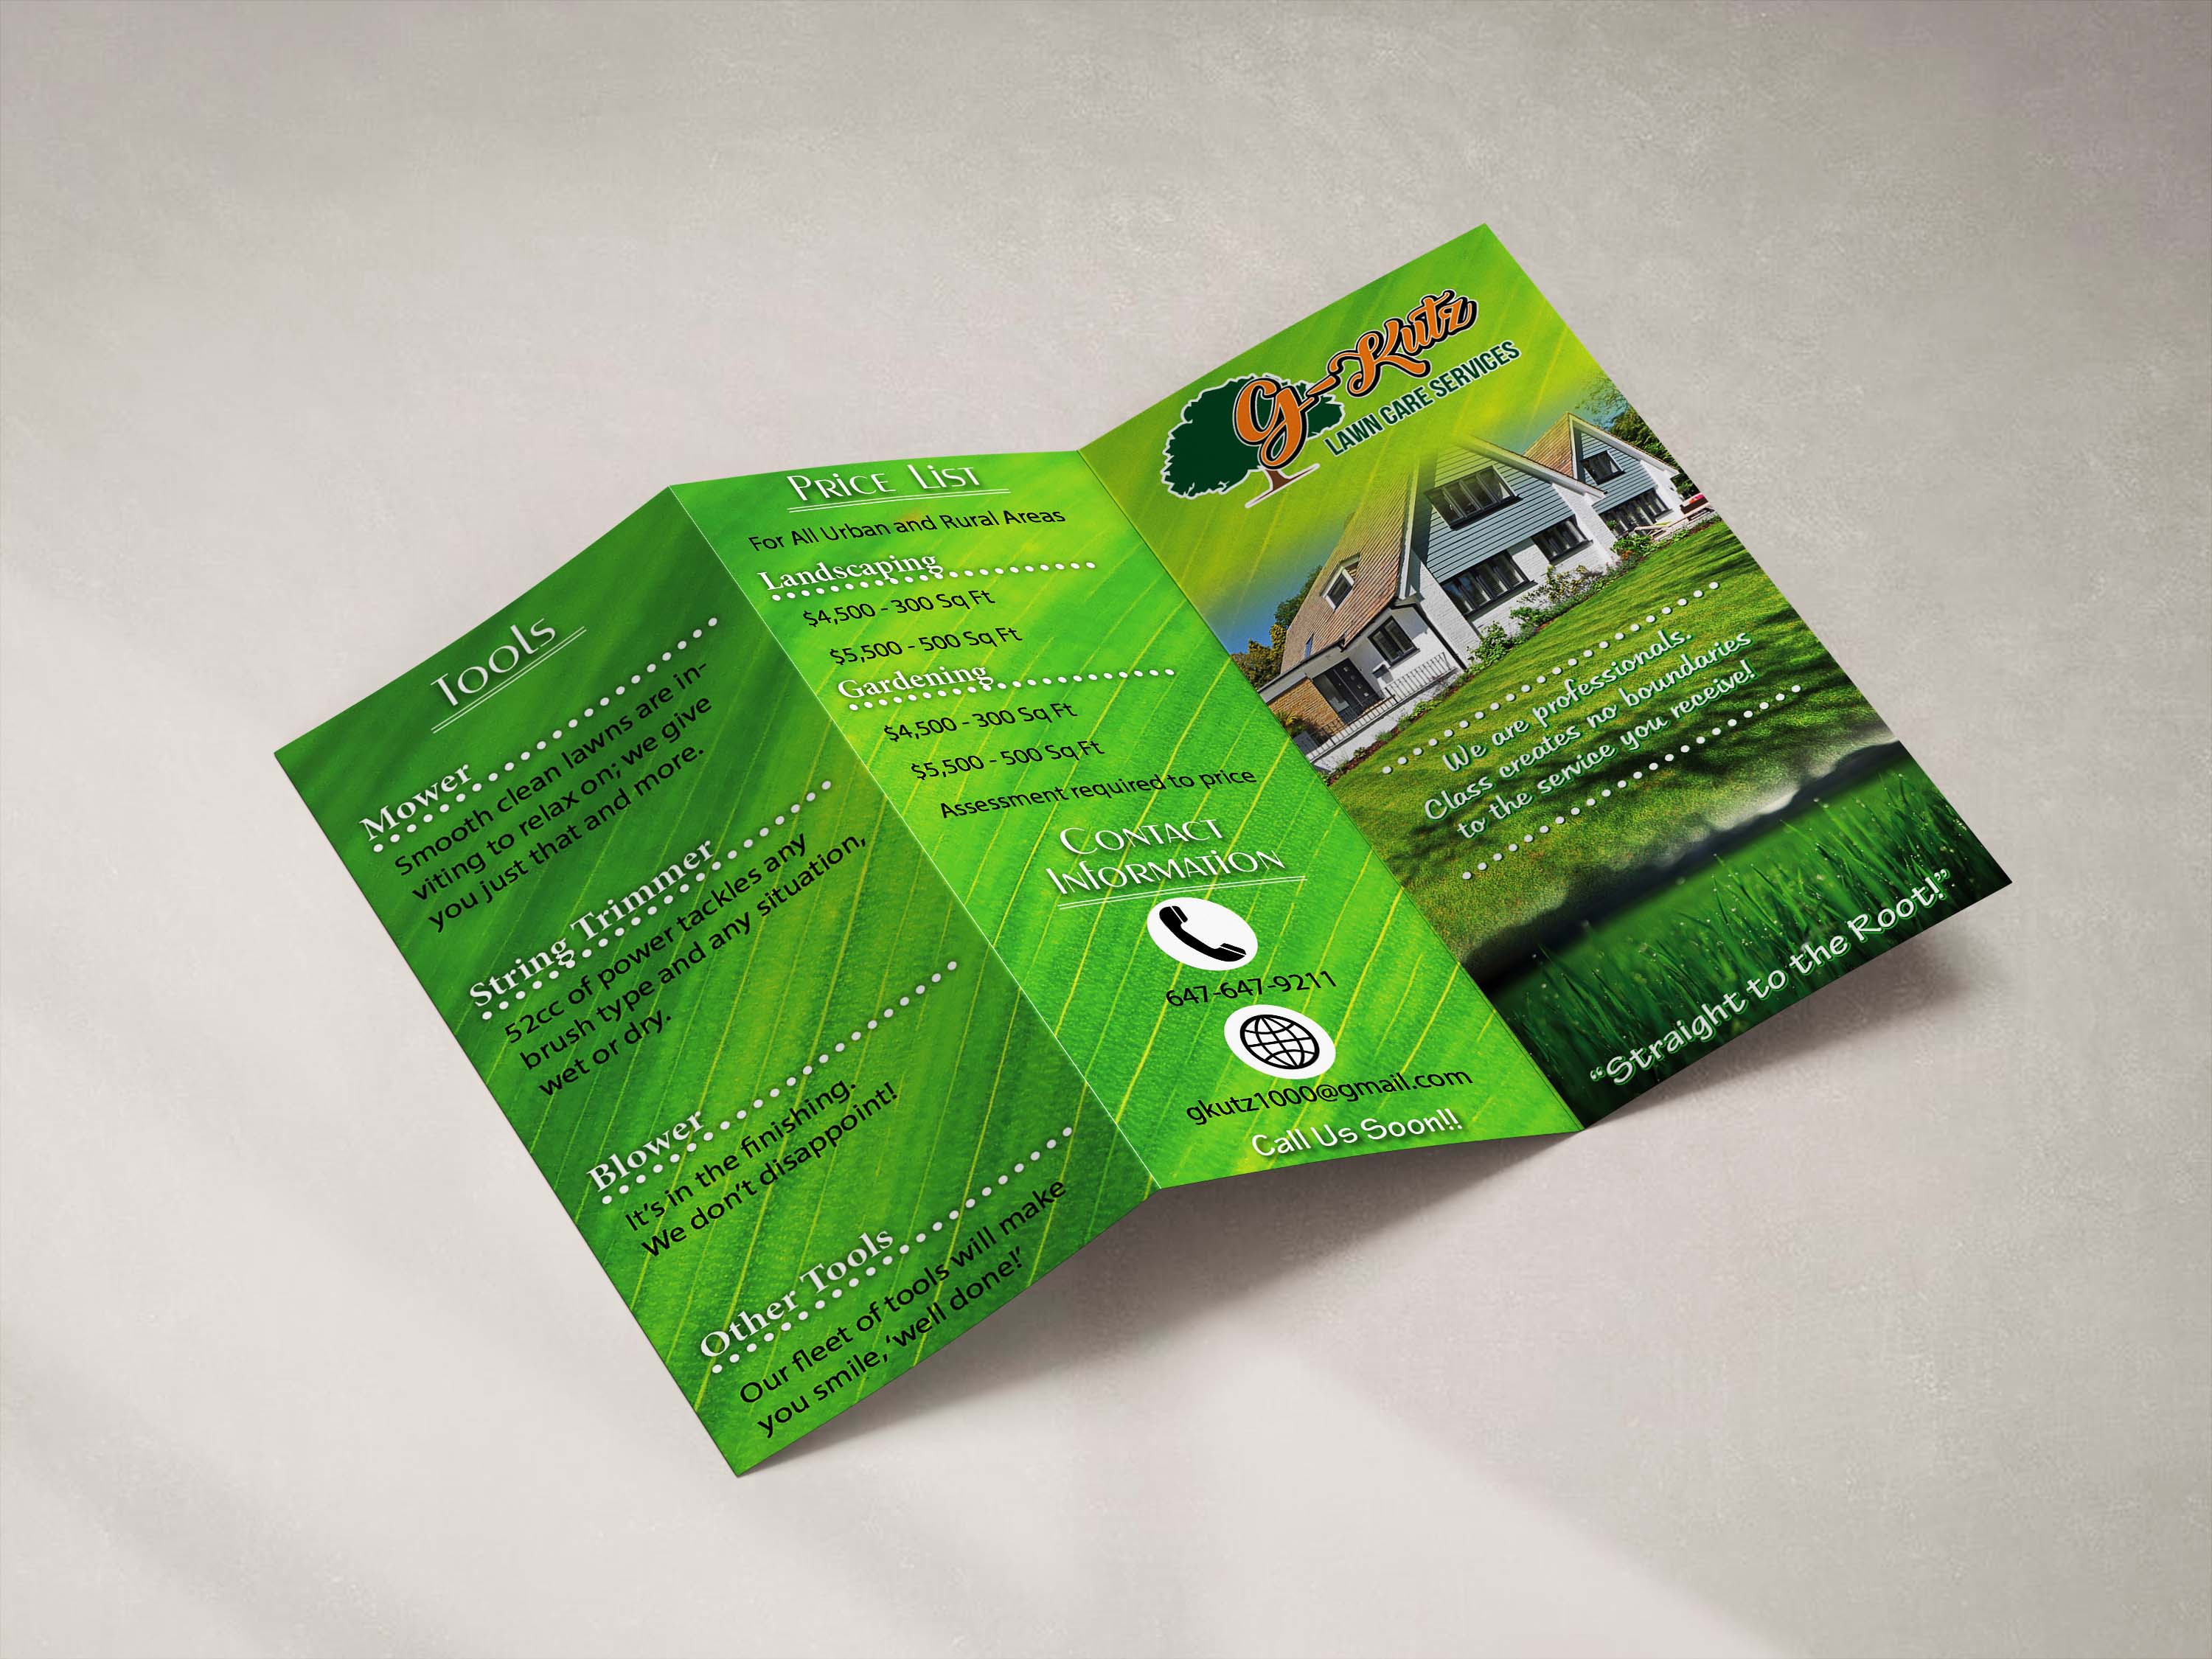 Tools
Mower
Smooth clean lawns are in-
viting to relax on; we give
you just that and more.
String Trimmer
52cc of power tackles any
brush type and any situation,
wet or dry.
Blower
It's in the finishing.
We don't disappoint!
Other Tools
Our fleet of tools will make
you smile, 'well done!'
Price List
For All Urban and Rural Areas
Landscaping
$4,500 - 300 Sq Ft
$5,500 - 500 Sq Ft
Gardening
$4,500 - 300 Sq Ft
$5,500 - 500 Sq Ft
Assessment required to price
Contact
Information
647-647-9211
gkutz1000@gmail.com
Call Us Soon!!
G-Kutz
LAWN CARE SERVICES
We are professionals.
Class creates no boundaries
to the service you receive!
“Straight to the Root!”